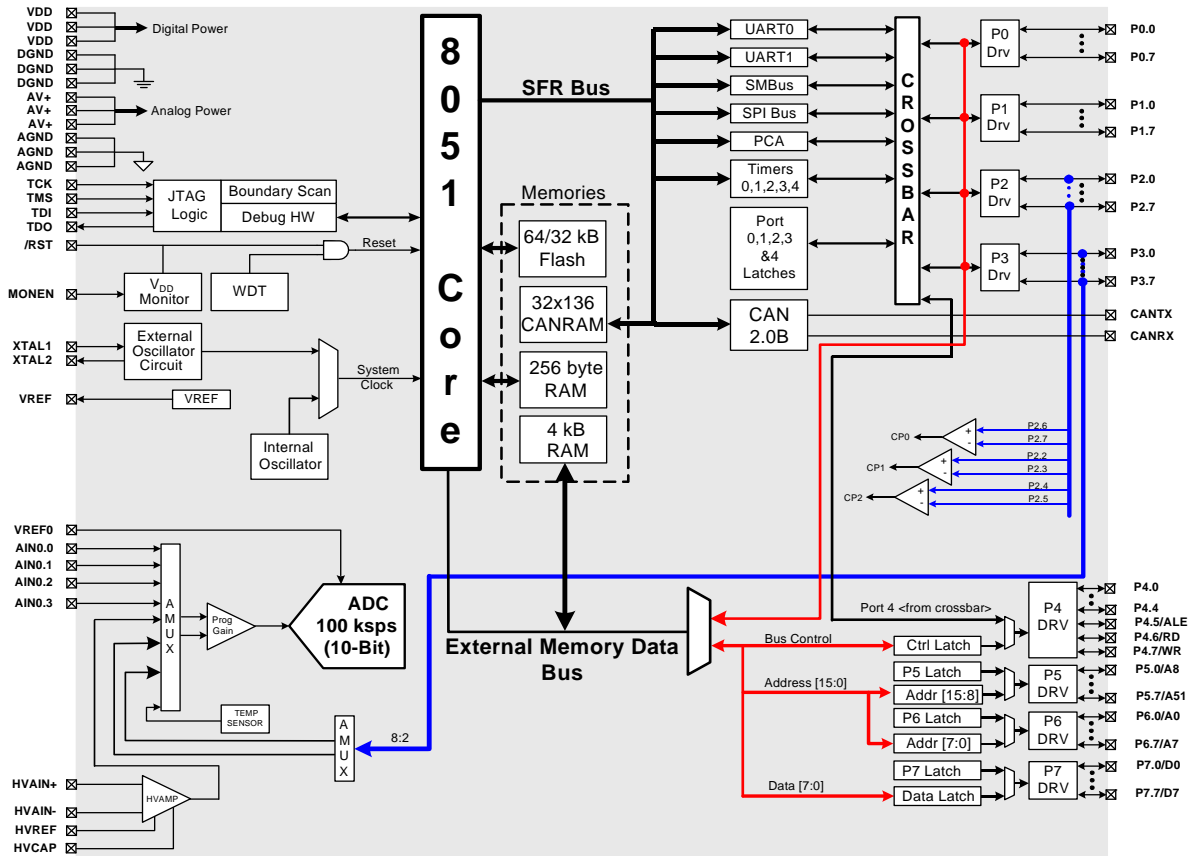 VDD
VDD
VDD
DGND
DGND
DGND
AV+
AV+
AV+
AGND
AGND
AGND
Digital Power
Analog Power
TCK
TMS
TDI
TDO
/RST
MONEN
XTAL1
XTAL2
VREF
JTAG
Logic
Boundary Scan
Debug HW
Reset
VDD
Monitor
WDT
External
Oscillator
Circuit
VREF
System
Clock
Internal
Oscillator
8
0
5
1
C
o
r
e
SFR Bus
Memories
64/32 kB
Flash
32x136
CANRAM
256 byte
RAM
4 kB
RAM
UART0
UART1
SMBus
SPI Bus
PCA
Timers
0,1,2,3,4
Port
0,1,2,3
&4
Latches
CAN
2.0B
C
R
O
S
S
B
A
R
P0
Drv
P1
Drv
P2
Drv
P3
Drv
P0.0
P0.7
P1.0
P1.7
P2.0
P2.7
P3.0
P3.7
CANTX
CANRX
CP0
+
-
P2.6
P2.7
CP1
+
-
P2.2
P2.3
CP2
+
-
P2.4
P2.5
VREF0
AIN0.0
AIN0.1
AIN0.2
AIN0.3
A
M
U
X
Prog
Gain
ADC
100 ksps
(10-Bit)
TEMP
SENSOR
A
M
U
X
8:2
HVAIN+
HVAIN-
HVREF
HVCAP
HVAMP
External Memory Data
Bus
Port 4 <from crossbar>
Bus Control
Address [15:0]
Data [7:0]
Ctrl Latch
P5 Latch
Addr [15:8]
P6 Latch
Addr [7:0]
P7 Latch
Data Latch
P4
DRV
P5
DRV
P6
DRV
P7
DRV
P4.0
P4.4
P4.5/ALE
P4.6/RD
P4.7/WR
P5.0/A8
P5.7/A51
P6.0/A0
P6.7/A7
P7.0/D0
P7.7/D7